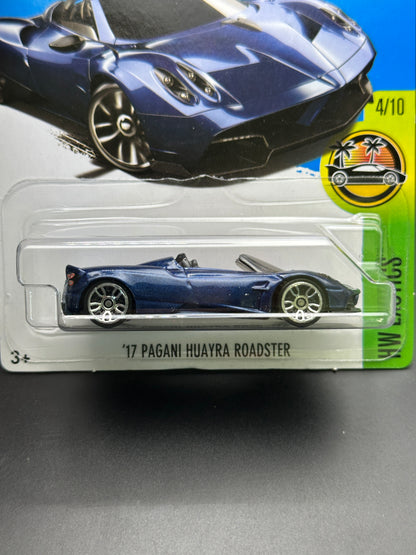 4/10
HW EXOTICS
'17 PAGANI HUAYRA ROADSTER
3+